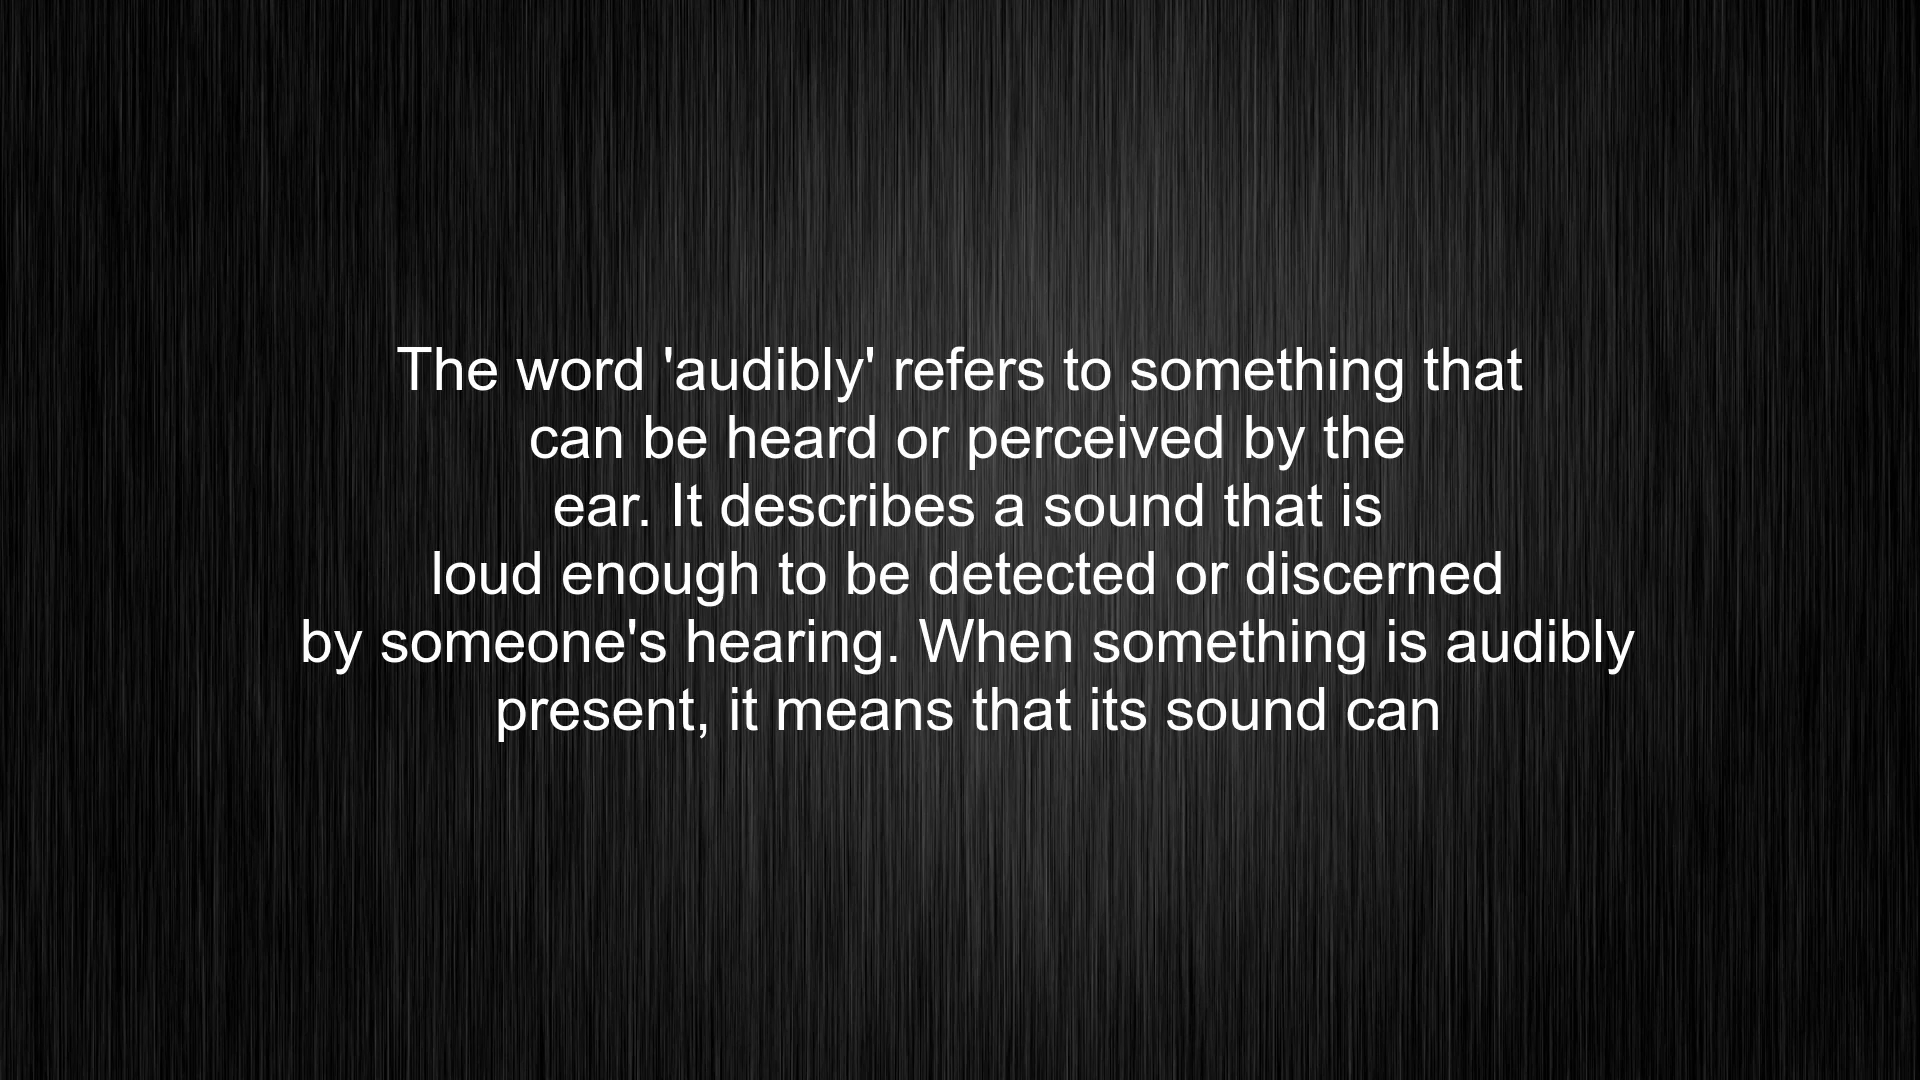 The word 'audibly' refers to something that
can be heard or perceived by the
ear. It describes a sound that is
loud enough to be detected or discerned
by someone's hearing. When something is audibly
present, it means that its sound can